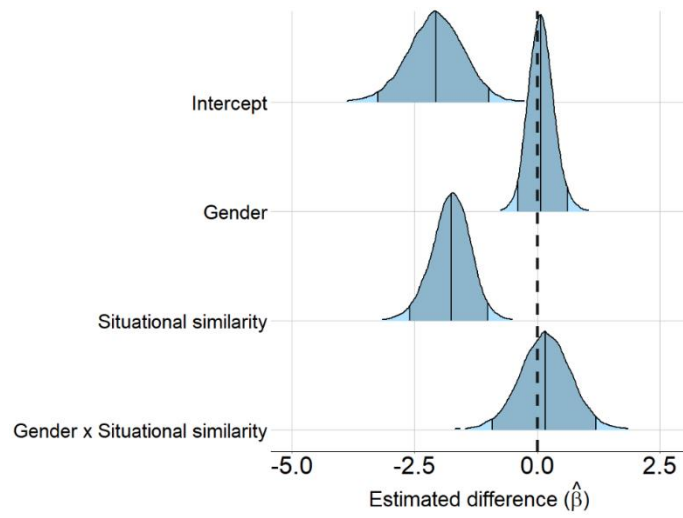 Intercept
Gender
Situational similarity
Gender x Situational similarity
-5.0 -2.5 0.0 2.5
Estimated difference (β̂)